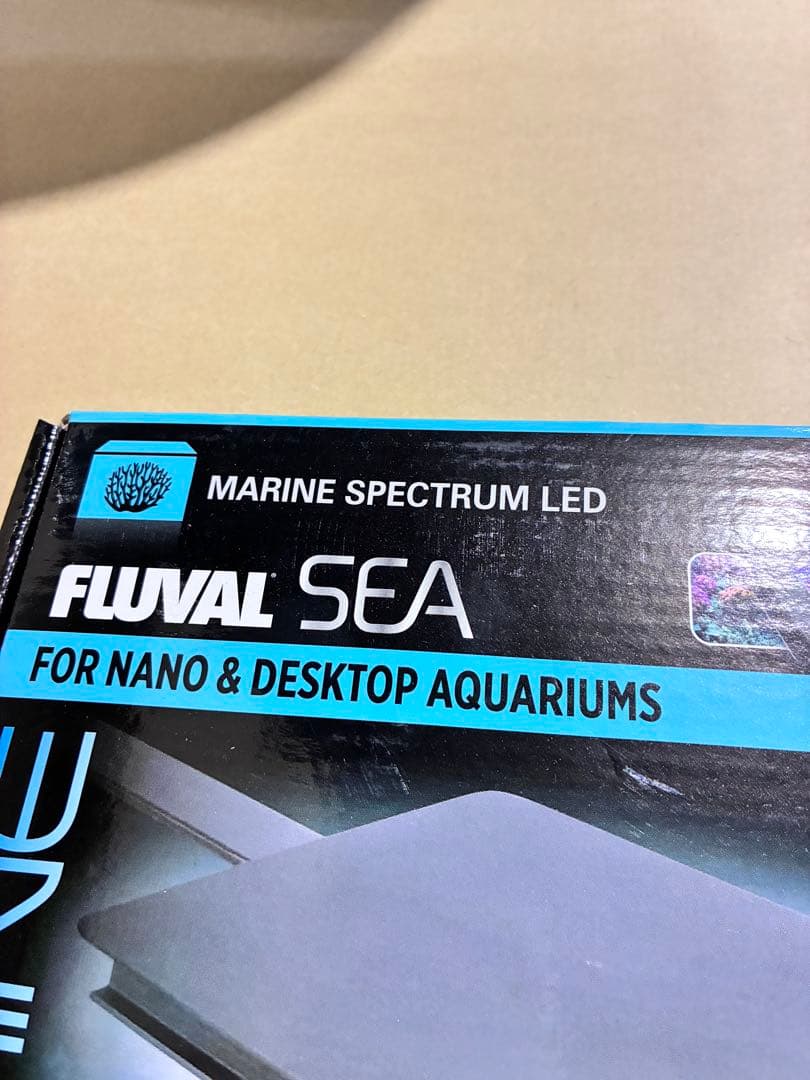 MARINE SPECTRUM LED
FLUVAL SEA
FOR NANO & DESKTOP AQUARIUMS